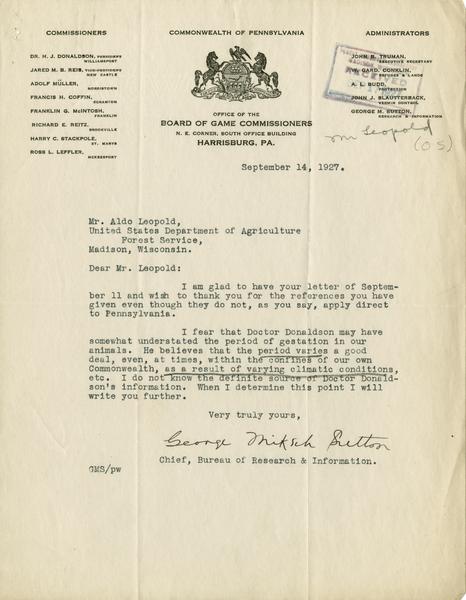 COMMISSIONERS
DR. H. J. DONALDSON, PRESIDENT
WILLIAMSPORT
JARED M. B. REIS, VICE-PRESIDENT
NEW CASTLE
ADOLF MÜLLER,
NORRISTOWN
FRANCIS H. COFFIN,
SCRANTON
FRANKLIN G. McINTOSH,
FRANKLIN
RICHARD E. REITZ,
BROOKVILLE
HARRY C. STACKPOLE,
ST. MARYS
ROSS L. LEFFLER,
McKEESPORT
COMMONWEALTH OF PENNSYLVANIA
OFFICE OF THE
BOARD OF GAME COMMISSIONERS
N. E. CORNER, SOUTH OFFICE BUILDING
HARRISBURG, PA.
ADMINISTRATORS
JOHN B. TRUMAN,
EXECUTIVE SECRETARY
W. GARD. CONKLIN,
REFUGES & LANDS
A. L. BUDD,
PROTECTION
JOHN J. SLAUTTERBACK,
VERMIN CONTROL
GEORGE M. SUTTON,
RESEARCH & INFORMATION
RECEIVED
Mr Leopold
(OS)
September 14, 1927.
Mr. Aldo Leopold,
United States Department of Agriculture
Forest Service,
Madison, Wisconsin.
Dear Mr. Leopold:
I am glad to have your letter of Septem-
ber 11 and wish to thank you for the references you have
given even though they do not, as you say, apply direct
to Pennsylvania.
I fear that Doctor Donaldson may have
somewhat understated the period of gestation in our
animals. He believes that the period varies a good
deal, even, at times, within the confines of our own
Commonwealth, as a result of varying climatic conditions,
etc. I do not know the definite source of Doctor Donald-
son's information. When I determine this point I will
write you further.
Very truly yours,
George Miksch Sutton
Chief, Bureau of Research & Information.
GMS/pw